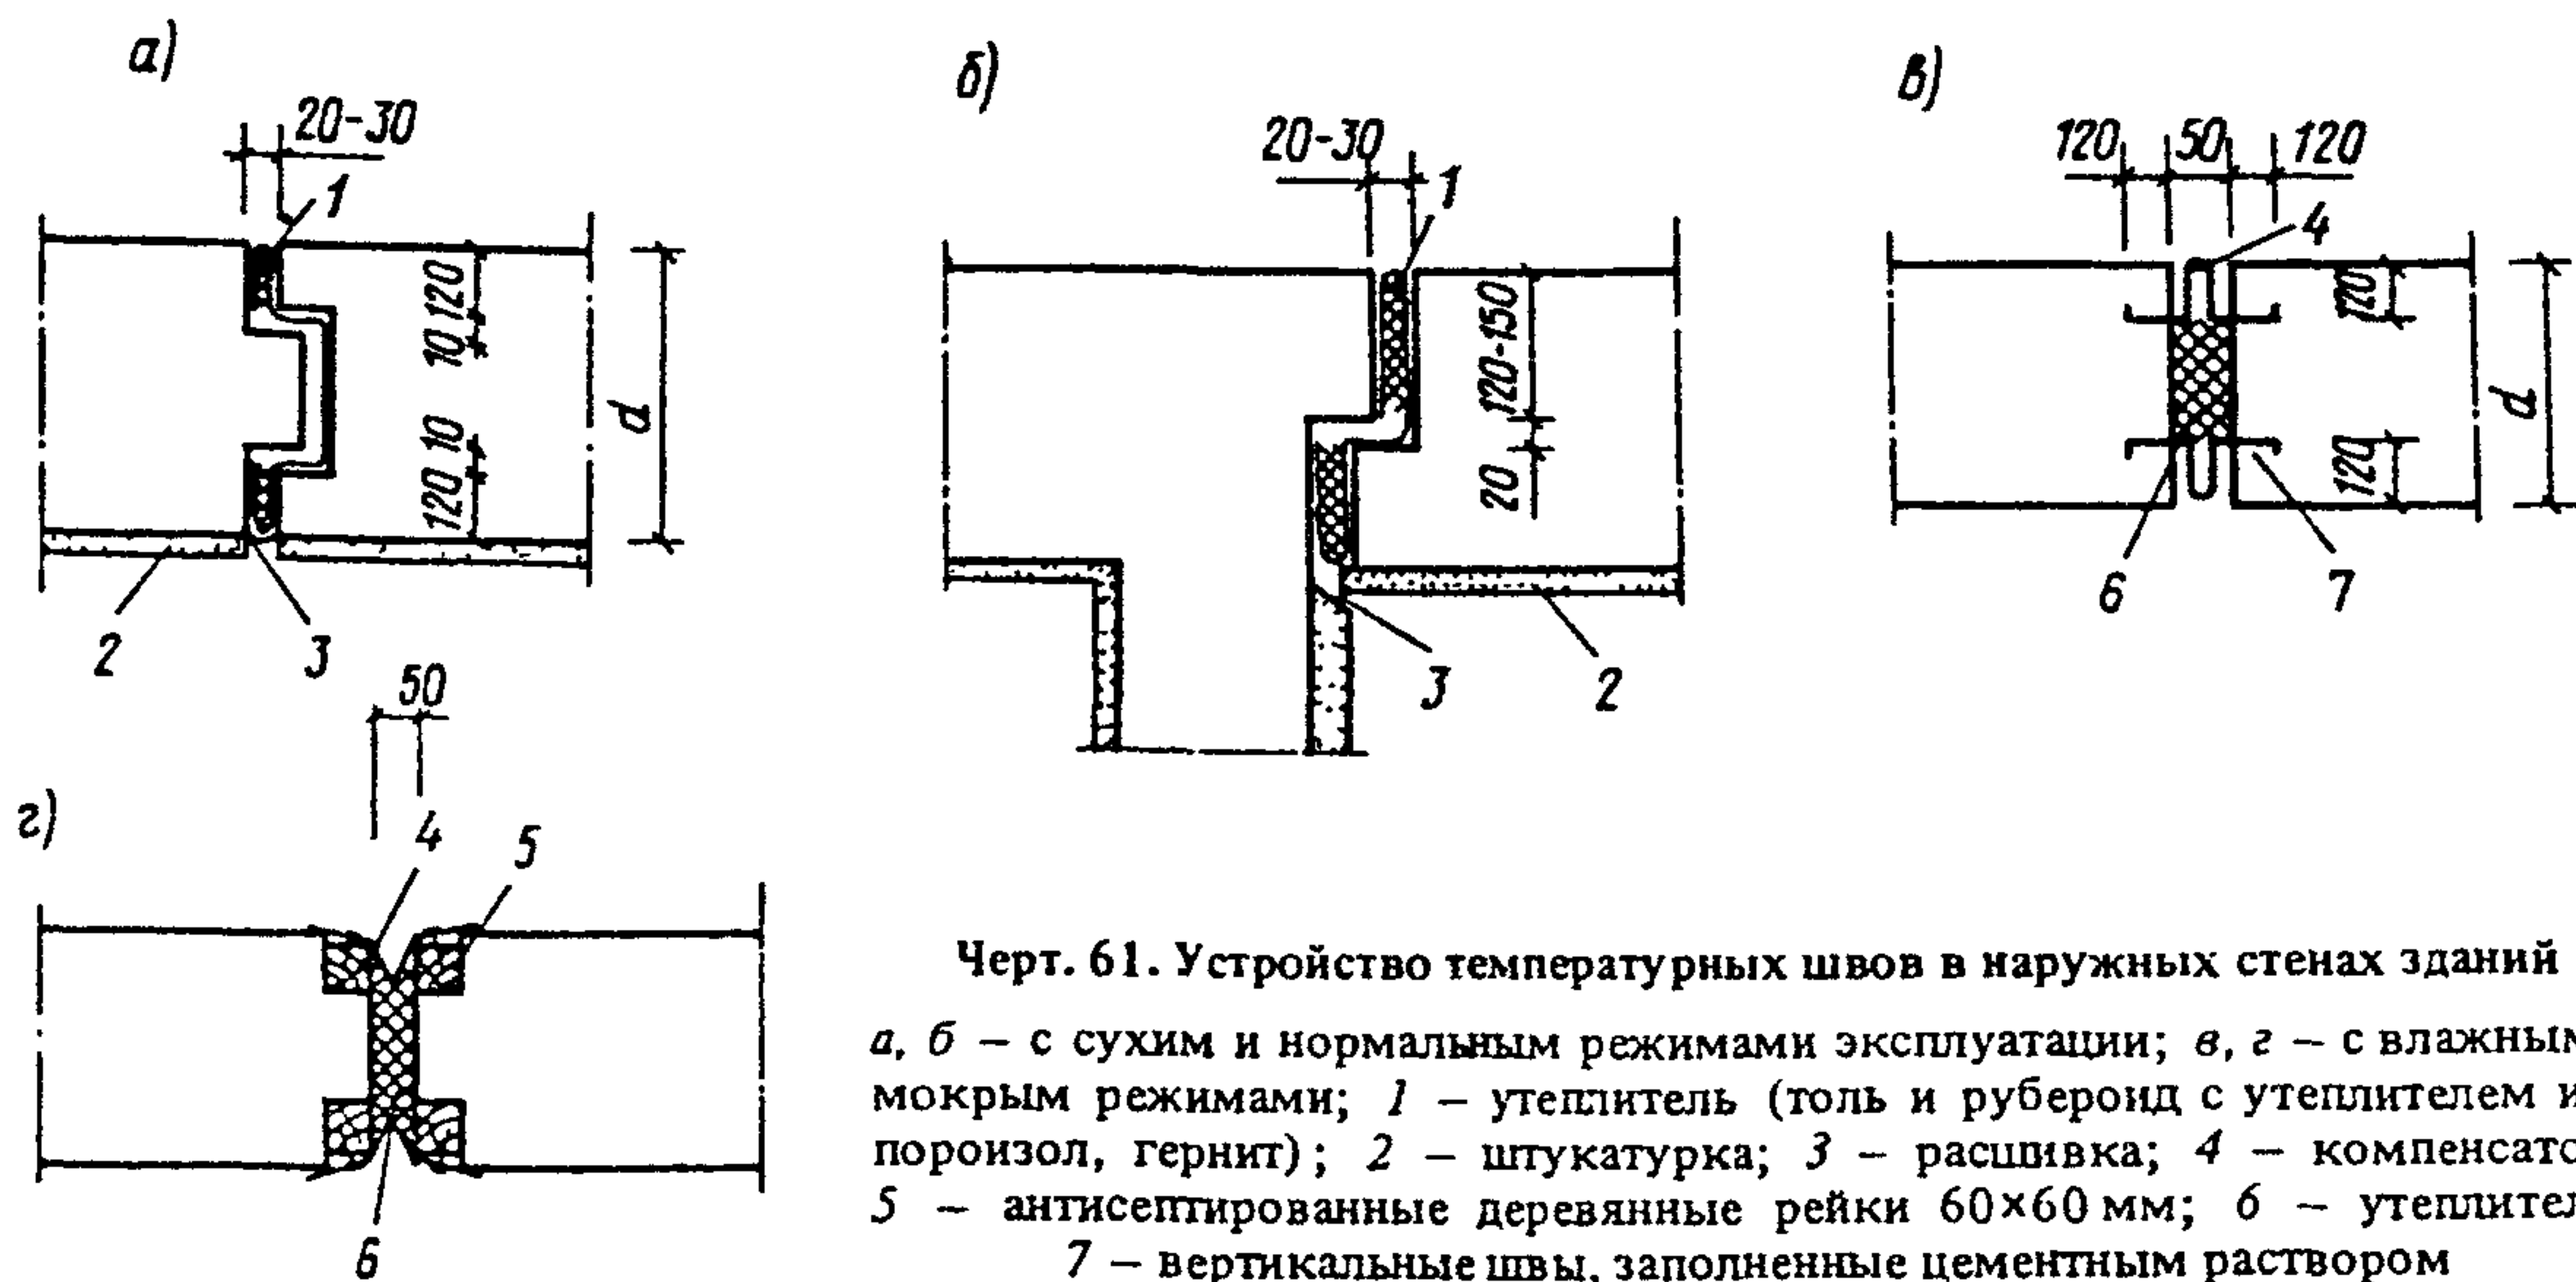 а)
20-30
1
120
10
10
120
d
2
3
б)
20-30
1
120-150
20
3
2
в)
120 50 120
4
120
120
d
6
7
г)
50
4
5
6
Черт. 61. Устройство температурных швов в наружных стенах зданий
а, б – с сухим и нормальным режимами эксплуатации; в, г – с влажным
мокрым режимами; 1 – утеплитель (толь и рубероид с утеплителем и
пороизол, гернит); 2 – штукатурка; 3 – расшивка; 4 – компенсато
5 – антисептированные деревянные рейки 60×60 мм; 6 – утеплител
7 – вертикальные швы, заполненные цементным раствором